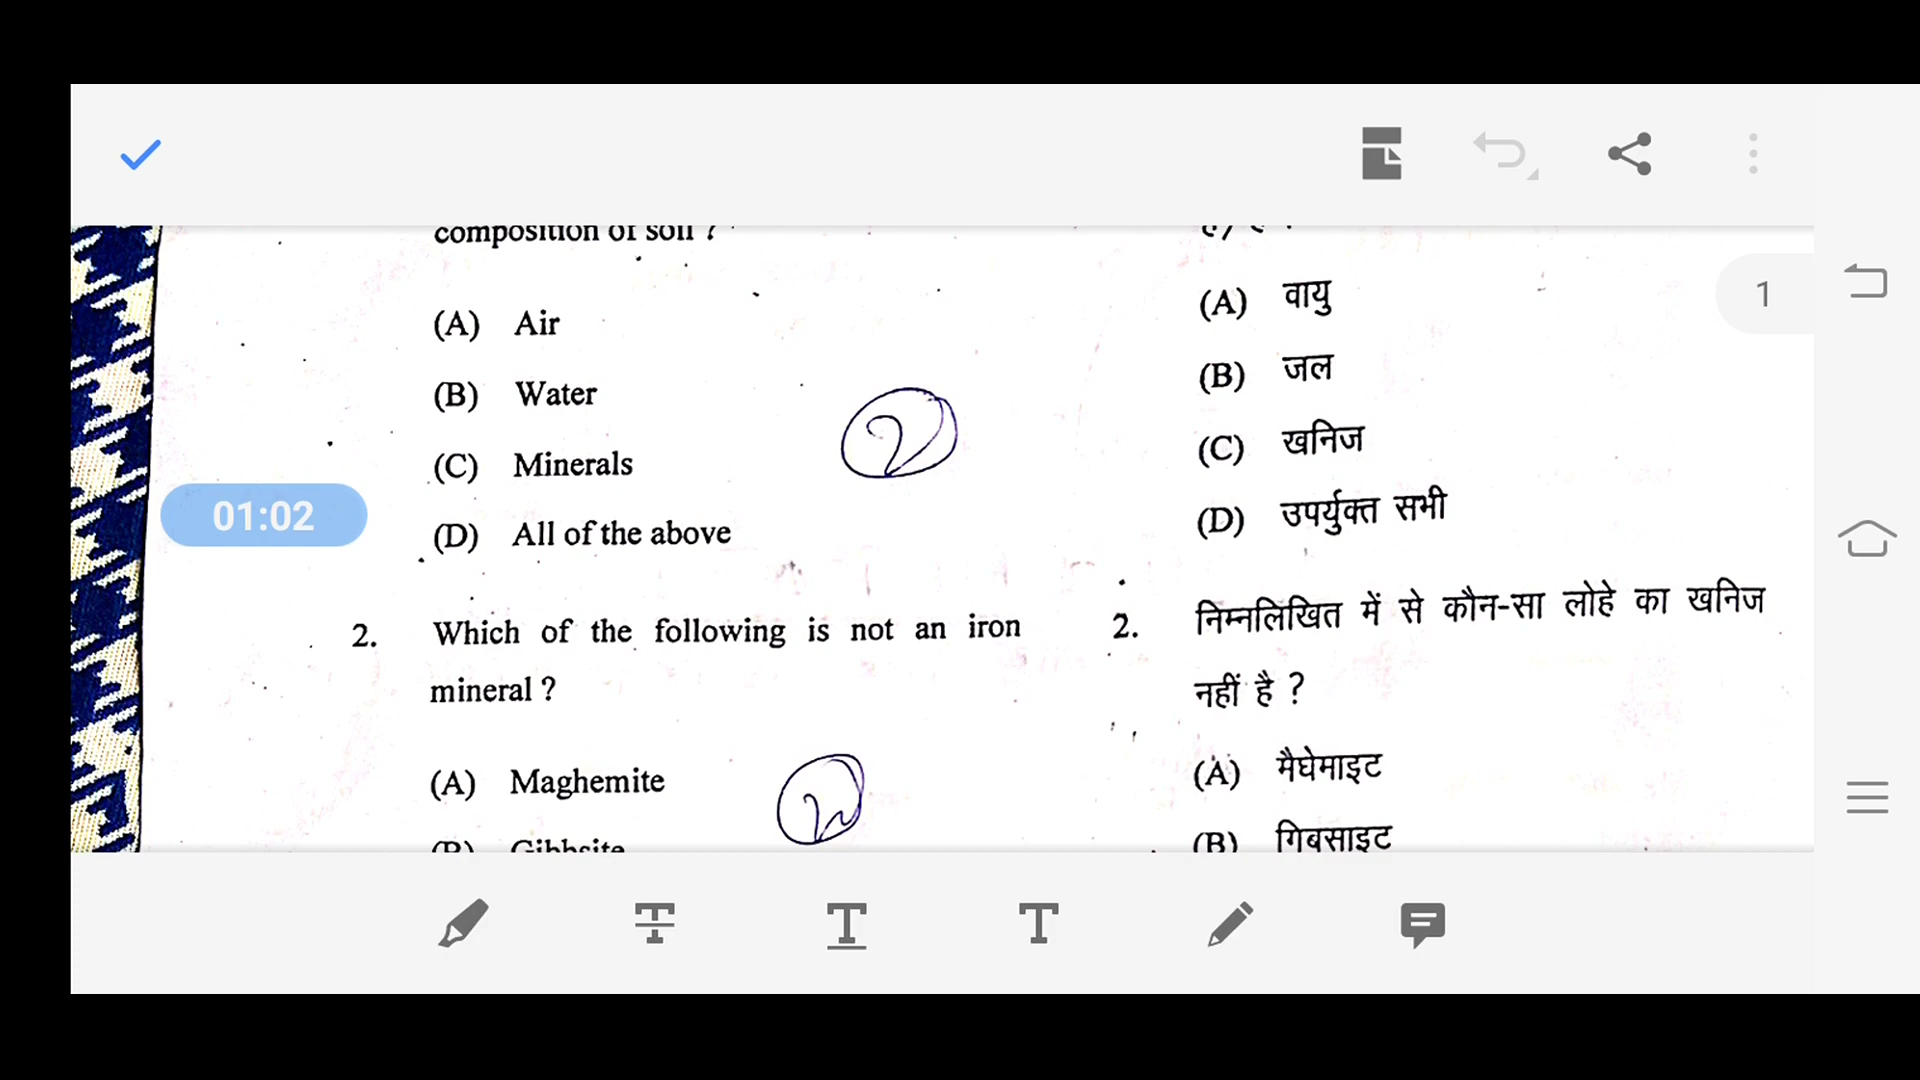 composition of soil ?
(A) Air
(B) Water
(C) Minerals
(D) All of the above
2. Which of the following is not an iron
mineral ?
(A) Maghemite
(B) Gibbsite
(A) वायु
(B) जल
(C) खनिज
(D) उपर्युक्त सभी
2. निम्नलिखित में से कौन-सा लोहे का खनिज
नहीं है ?
(A) मैघेमाइट
(B) गिबसाइट
1
01:02